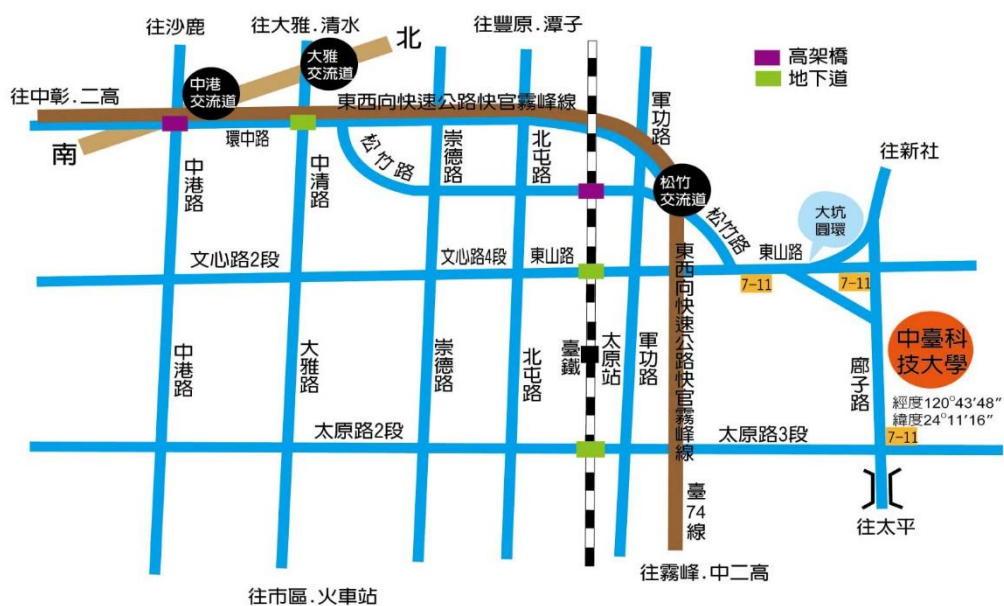 往沙鹿
往大雅.清水
往豐原.潭子
北
高架橋
地下道
大雅
交流道
中港
交流道
往中彰.二高
東西向快速公路快官霧峰線
軍功路
南
環中路
中港路
中清路
松竹路
崇德路
北屯路
松竹
交流道
松竹路
往新社
大坑
圓環
文心路2段
文心路4段
東山路
東山路
7-11
7-11
東西向快速公路快官霧峰線
中港路
大雅路
崇德路
北屯路
臺鐵
太原站
軍功路
廍子路
中臺科
技大學
經度120°43′48″
緯度24°11′16″
7-11
太原路2段
太原路3段
臺74線
往太平
往霧峰.中二高
往市區.火車站